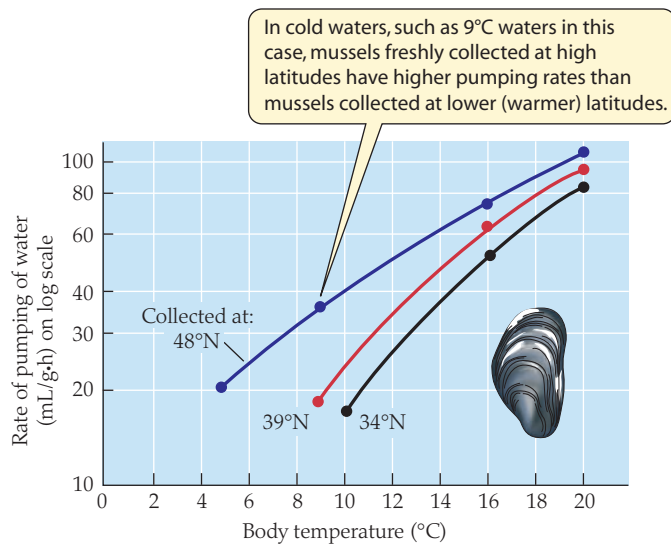 In cold waters, such as 9°C waters in this
case, mussels freshly collected at high
latitudes have higher pumping rates than
mussels collected at lower (warmer) latitudes.
Rate of pumping of water
(mL/g•h) on log scale
100
80
60
40
30
20
10
Collected at:
48°N
39°N
34°N
0 2 4 6 8 10 12 14 16 18 20
Body temperature (°C)